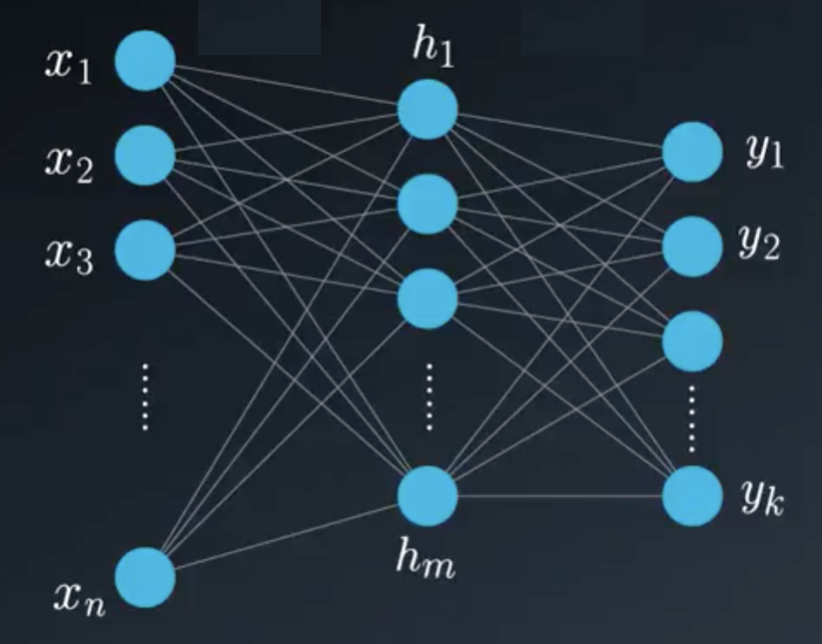 x₁
x₂
x₃
xₙ
h₁
hₘ
y₁
y₂
yₖ